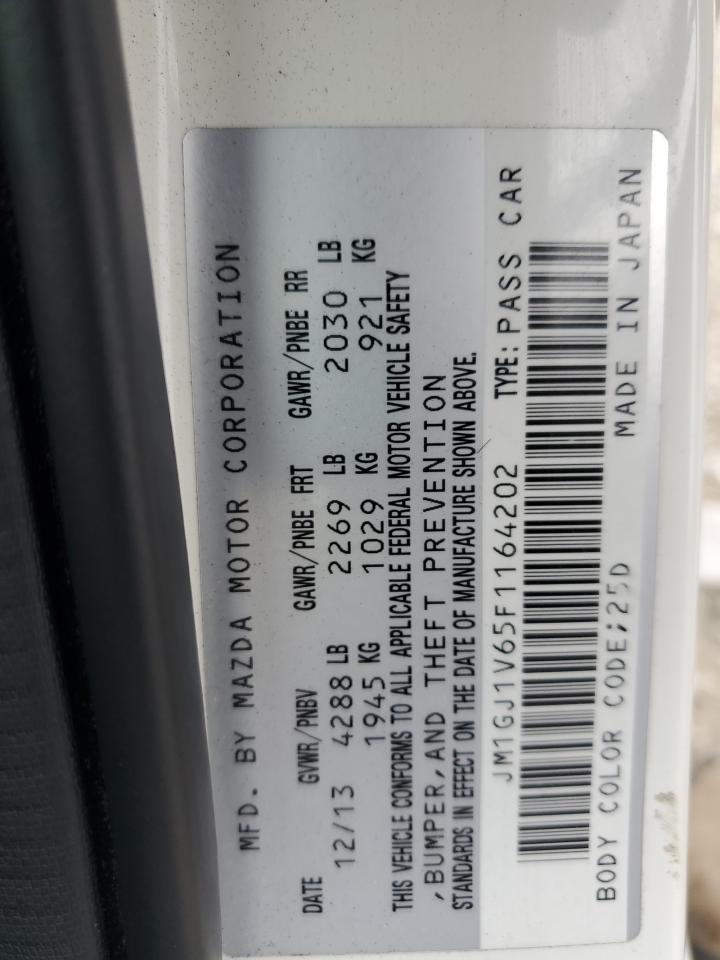 MFD. BY MAZDA MOTOR CORPORATION
DATE GVWR/PNBV GAWR/PNBE FRT GAWR/PNBE RR
12/13 4288 LB 2269 LB 2030 LB
1945 KG 1029 KG 921 KG
THIS VEHICLE CONFORMS TO ALL APPLICABLE FEDERAL MOTOR VEHICLE SAFETY
,BUMPER,AND THEFT PREVENTION
STANDARDS IN EFFECT ON THE DATE OF MANUFACTURE SHOWN ABOVE.
JM1GJ1V65F1164202 TYPE: PASS CAR
BODY COLOR CODE;25D MADE IN JAPAN